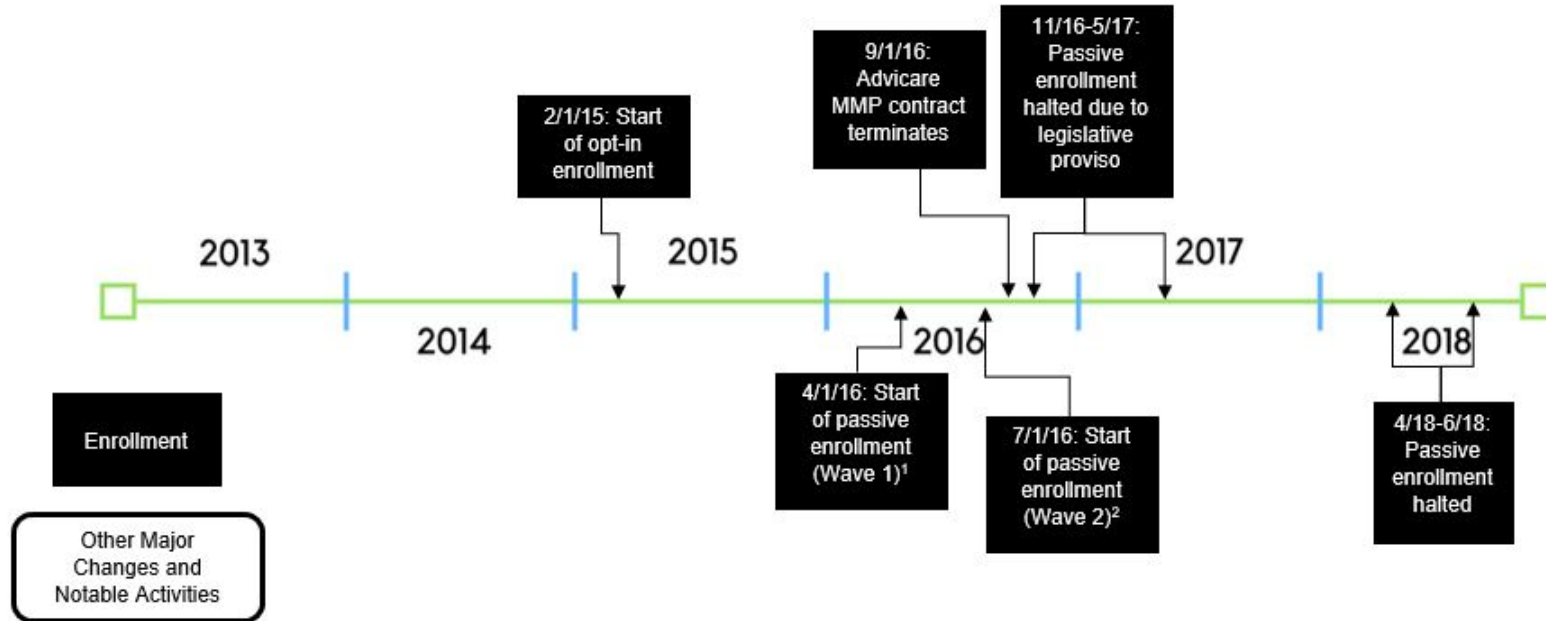 11/16-5/17:
Passive
enrollment
halted due to
legislative
proviso
9/1/16:
Advicare
MMP contract
terminates
2/1/15: Start
of opt-in
enrollment
2013
2014
2015
2016
2017
2018
4/1/16: Start
of passive
enrollment
(Wave 1)¹
7/1/16: Start
of passive
enrollment
(Wave 2)²
4/18-6/18:
Passive
enrollment
halted
Enrollment
Other Major
Changes and
Notable Activities